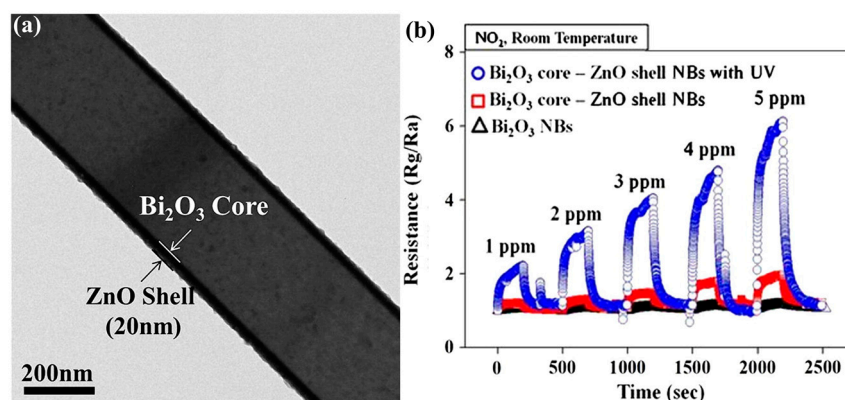 (a)
Bi₂O₃ Core
ZnO Shell
(20nm)
200nm
(b)
NO₂, Room Temperature
Bi₂O₃ core – ZnO shell NBs with UV
Bi₂O₃ core – ZnO shell NBs
Bi₂O₃ NBs
1 ppm
2 ppm
3 ppm
4 ppm
5 ppm
Resistance (Rg/Ra)
8
6
4
2
0
0 500 1000 1500 2000 2500
Time (sec)